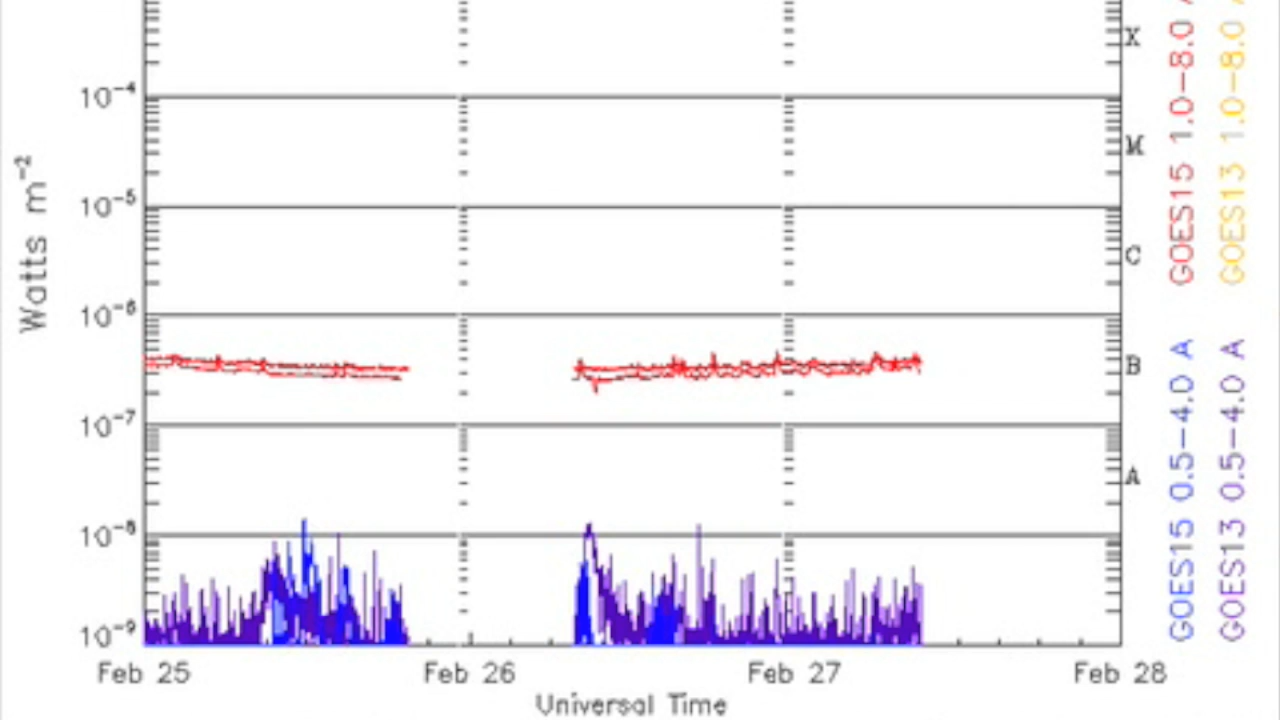 X
10⁻⁴
M
10⁻⁵
C
10⁻⁶
B
10⁻⁷
A
10⁻⁸
10⁻⁹
Watts m⁻²
Feb 25 Feb 26 Feb 27 Feb 28
Universal Time
GOES15 1.0-8.0
GOES13 1.0-8.0
GOES15 0.5-4.0 A
GOES13 0.5-4.0 A